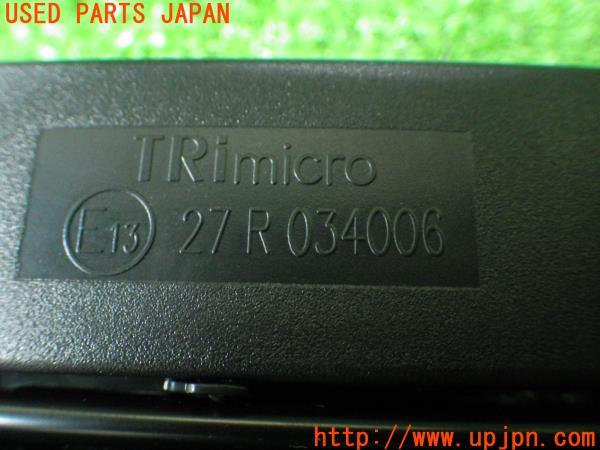 USED PARTS JAPAN
TRimicro
E13 27 R 034006
http://www.upjpn.com